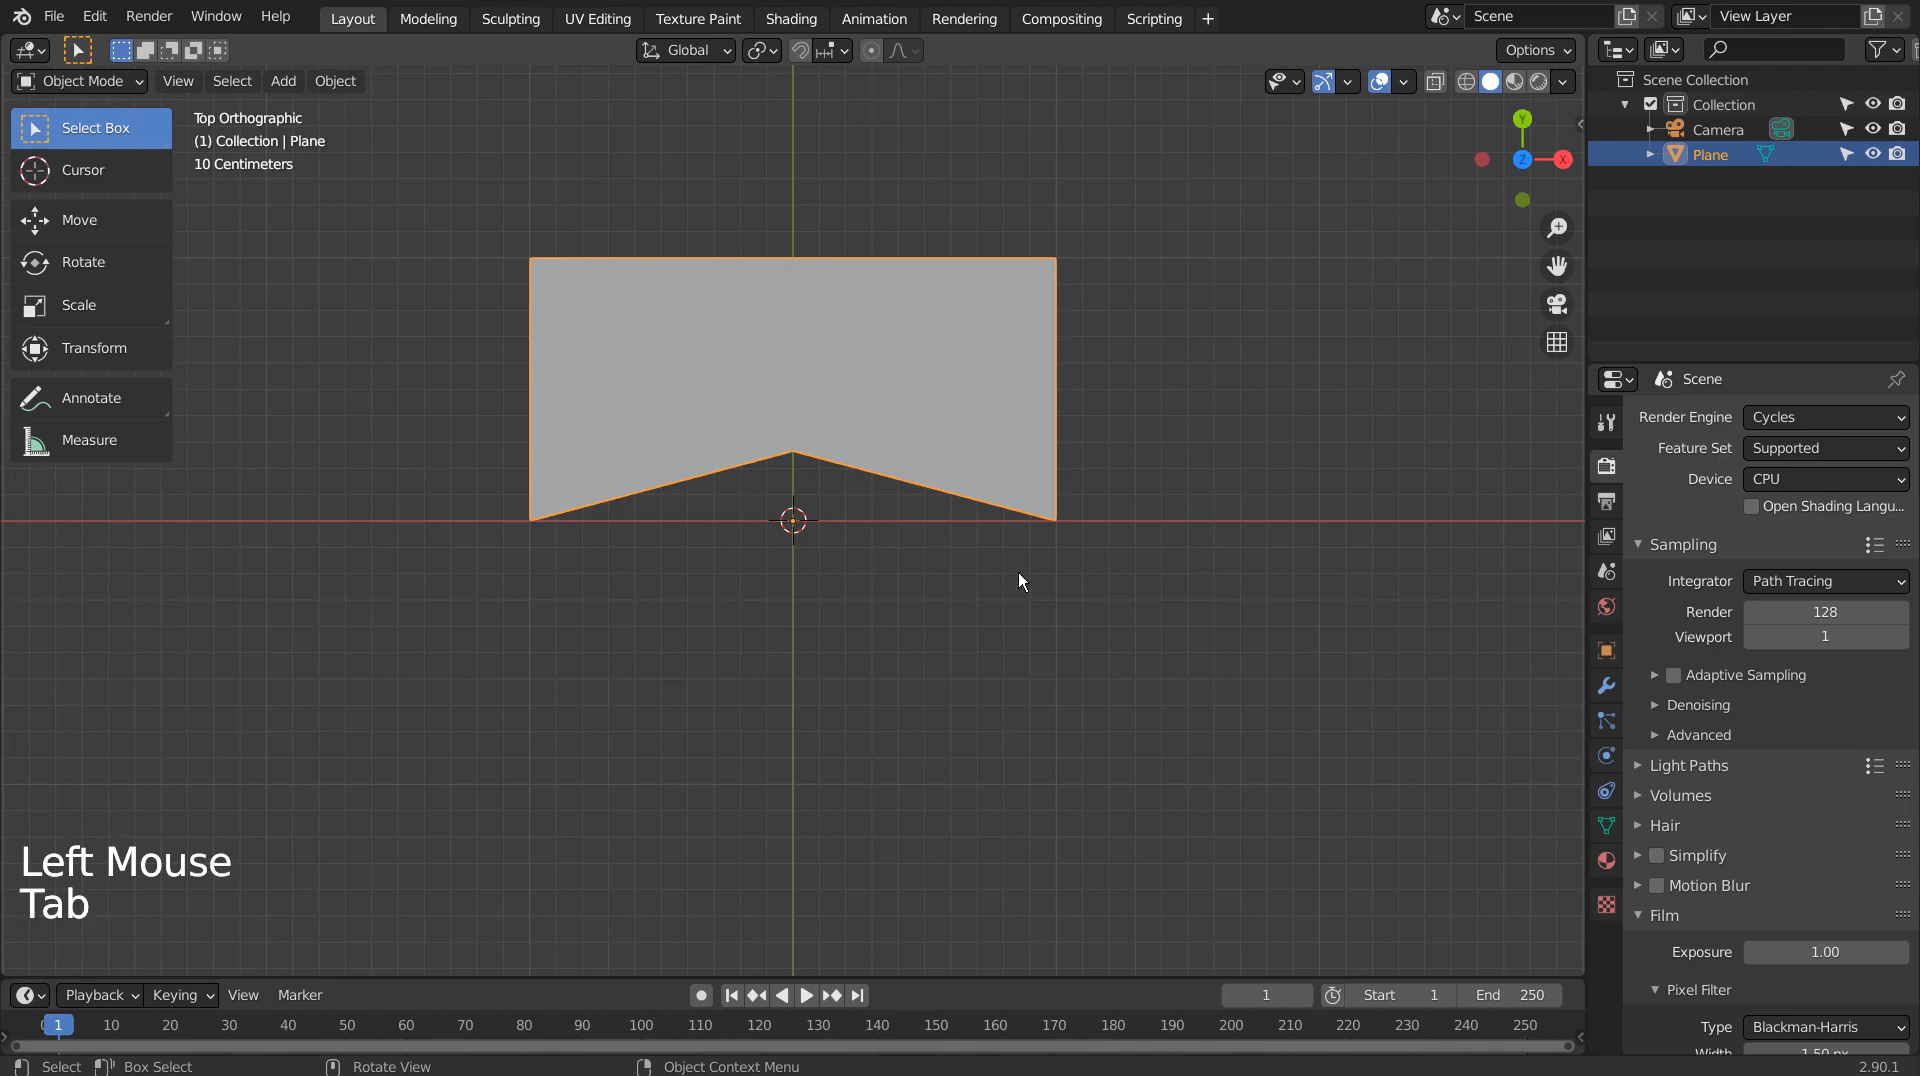 File Edit Render Window Help Layout Modeling Sculpting UV Editing Texture Paint Shading Animation Rendering Compositing Scripting + Scene View Layer
Global Options
Object Mode View Select Add Object
Scene Collection
Collection
Camera
Plane
Select Box
Cursor
Move
Rotate
Scale
Transform
Annotate
Measure
Top Orthographic
(1) Collection | Plane
10 Centimeters
Y
Z X
Scene
Render Engine Cycles
Feature Set Supported
Device CPU
Open Shading Langu...
Sampling
Integrator Path Tracing
Render 128
Viewport 1
Adaptive Sampling
Denoising
Advanced
Light Paths
Volumes
Hair
Simplify
Motion Blur
Film
Exposure 1.00
Pixel Filter
Type Blackman-Harris
Width 1.50 px
Left Mouse
Tab
Playback Keying View Marker 1 Start 1 End 250
1 10 20 30 40 50 60 70 80 90 100 110 120 130 140 150 160 170 180 190 200 210 220 230 240 250
Select Box Select Rotate View Object Context Menu 2.90.1